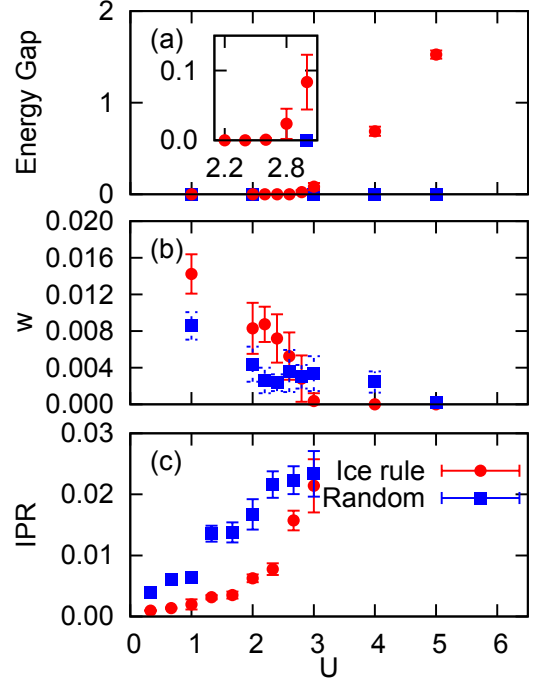 2
(a)
0.1
Energy Gap
1
0.0
2.2 2.8
0
0.020
(b)
0.016
0.012
w
0.008
0.004
0.000
0.03
(c)
Ice rule
0.02
Random
IPR
0.01
0.00
0 1 2 3 4 5 6
U